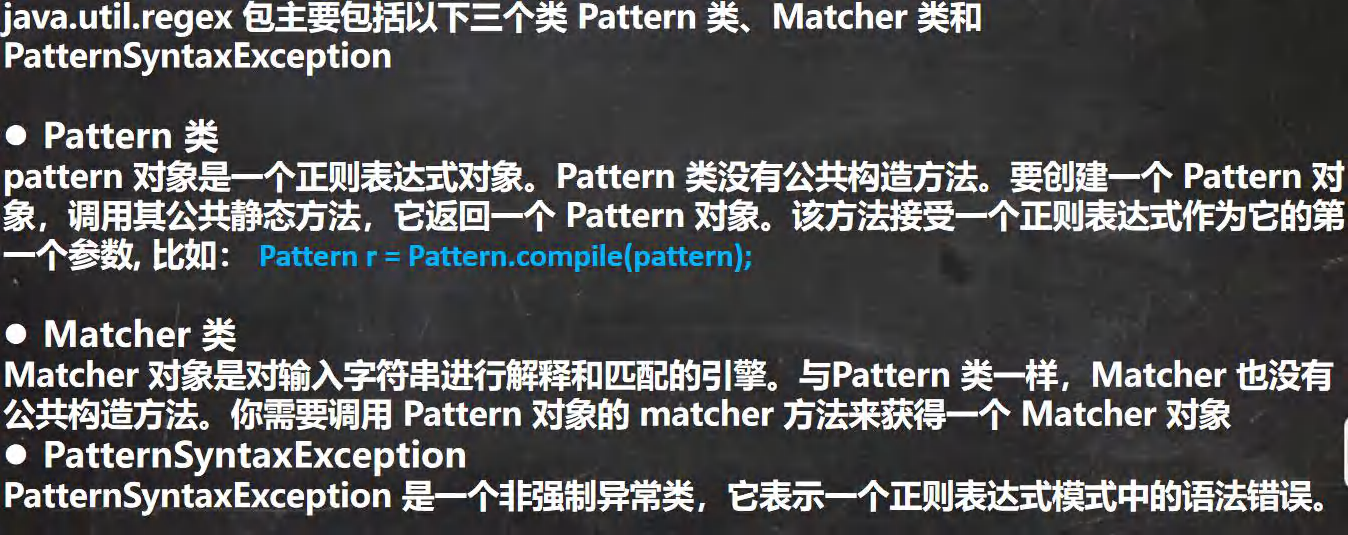 java.util.regex 包主要包括以下三个类 Pattern 类、Matcher 类和
PatternSyntaxException
● Pattern 类
pattern 对象是一个正则表达式对象。Pattern 类没有公共构造方法。要创建一个 Pattern 对
象，调用其公共静态方法，它返回一个 Pattern 对象。该方法接受一个正则表达式作为它的第
一个参数, 比如： Pattern r = Pattern.compile(pattern);
● Matcher 类
Matcher 对象是对输入字符串进行解释和匹配的引擎。与Pattern 类一样，Matcher 也没有
公共构造方法。你需要调用 Pattern 对象的 matcher 方法来获得一个 Matcher 对象
● PatternSyntaxException
PatternSyntaxException 是一个非强制异常类，它表示一个正则表达式模式中的语法错误。